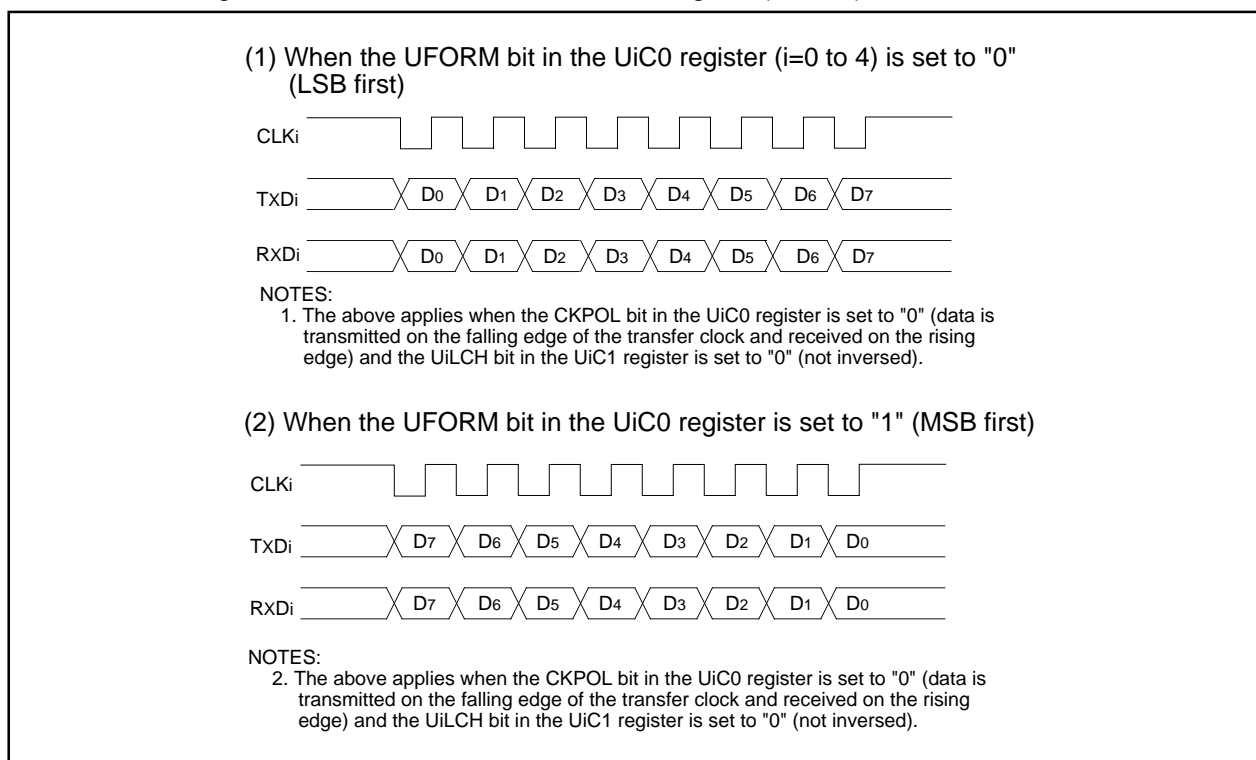 (1) When the UFORM bit in the UiC0 register (i=0 to 4) is set to "0"
(LSB first)
CLKi
TXDi D0 D1 D2 D3 D4 D5 D6 D7
RXDi D0 D1 D2 D3 D4 D5 D6 D7
NOTES:
1. The above applies when the CKPOL bit in the UiC0 register is set to "0" (data is
transmitted on the falling edge of the transfer clock and received on the rising
edge) and the UiLCH bit in the UiC1 register is set to "0" (not inversed).
(2) When the UFORM bit in the UiC0 register is set to "1" (MSB first)
CLKi
TXDi D7 D6 D5 D4 D3 D2 D1 D0
RXDi D7 D6 D5 D4 D3 D2 D1 D0
NOTES:
2. The above applies when the CKPOL bit in the UiC0 register is set to "0" (data is
transmitted on the falling edge of the transfer clock and received on the rising
edge) and the UiLCH bit in the UiC1 register is set to "0" (not inversed).